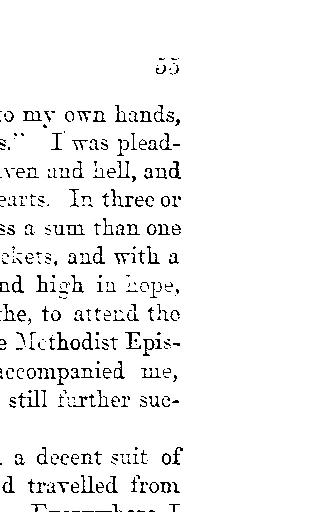 55
to my own hands,
s." I was plead-
ven and hell, and
earts. In three or
ss a sum than one
ckets, and with a
nd high in hope,
the, to attend the
e Methodist Epis-
accompanied me,
still further suc-
a decent suit of
d travelled from
Everywhere I